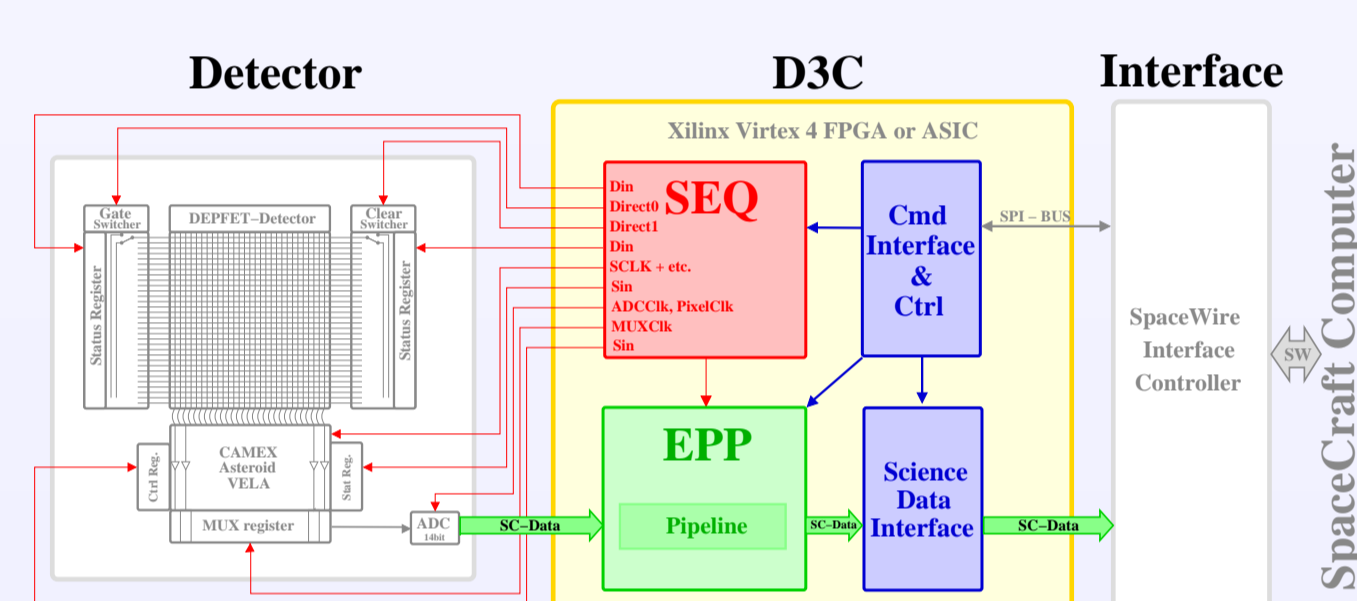 Detector
D3C
Interface
Xilinx Virtex 4 FPGA or ASIC
Gate
Switcher
DEPFET–Detector
Clear
Switcher
Status Register
Status Register
CAMEX
Asteroid
VELA
Ctrl Reg.
Stat Reg.
MUX register
ADC
14bit
SC–Data
SEQ
Din
Direct0
Direct1
Din
SCLK + etc.
Sin
ADCClk, PixelClk
MUXClk
Sin
EPP
Pipeline
SC–Data
Cmd
Interface
&
Ctrl
Science
Data
Interface
SPI – BUS
SC–Data
SpaceWire
Interface
Controller
SW
SpaceCraft Computer